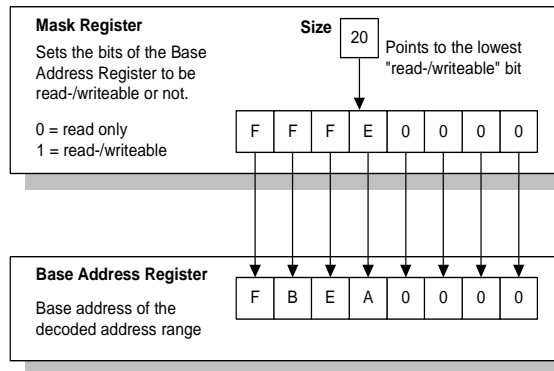 Mask Register
Sets the bits of the Base
Address Register to be
read-/writeable or not.
0 = read only
1 = read-/writeable
Size
20
Points to the lowest
"read-/writeable" bit
F F F E 0 0 0 0
Base Address Register
Base address of the
decoded address range
F B E A 0 0 0 0